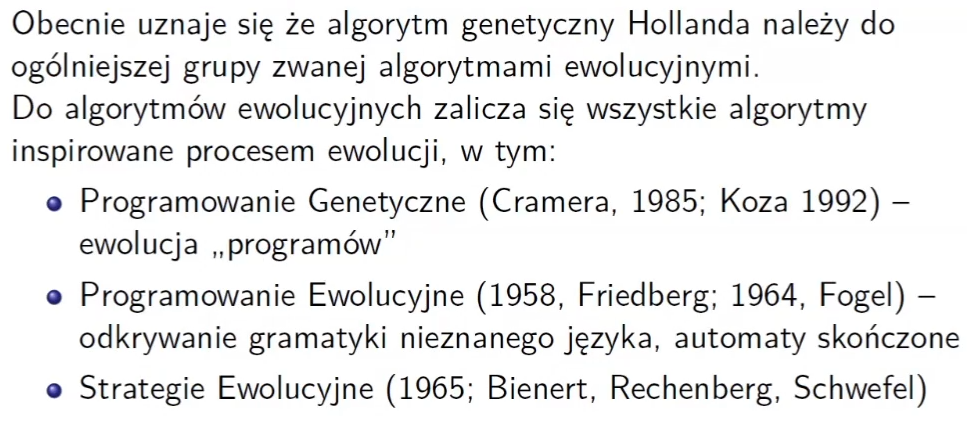 Obecnie uznaje się że algorytm genetyczny Hollanda należy do
ogólniejszej grupy zwanej algorytmami ewolucyjnymi.
Do algorytmów ewolucyjnych zalicza się wszystkie algorytmy
inspirowane procesem ewolucji, w tym:
Programowanie Genetyczne (Cramera, 1985; Koza 1992) –
ewolucja „programów”
Programowanie Ewolucyjne (1958, Friedberg; 1964, Fogel) –
odkrywanie gramatyki nieznanego języka, automaty skończone
Strategie Ewolucyjne (1965; Bienert, Rechenberg, Schwefel)